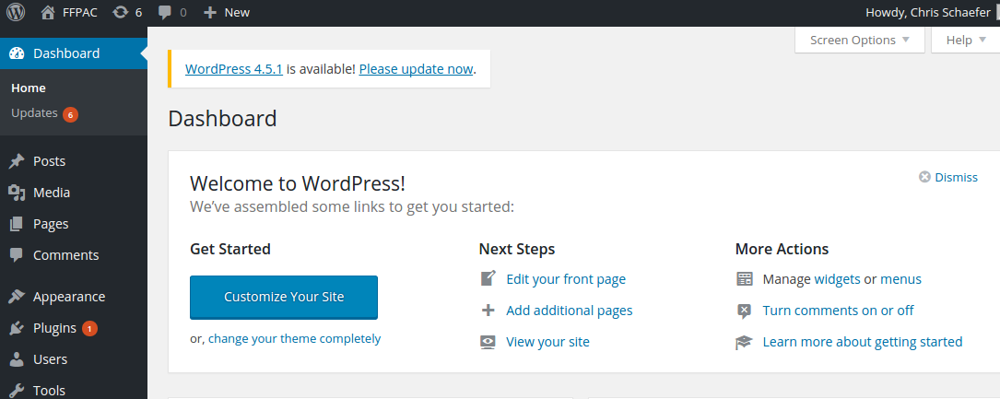 FFPAC 6 0 New Howdy, Chris Schaefer
Screen Options Help
Dashboard
Home
Updates 6
Posts
Media
Pages
Comments
Appearance
Plugins 1
Users
Tools
WordPress 4.5.1 is available! Please update now.
Dashboard
Welcome to WordPress!
Dismiss
We've assembled some links to get you started:
Get Started
Customize Your Site
or, change your theme completely
Next Steps
Edit your front page
Add additional pages
View your site
More Actions
Manage widgets or menus
Turn comments on or off
Learn more about getting started